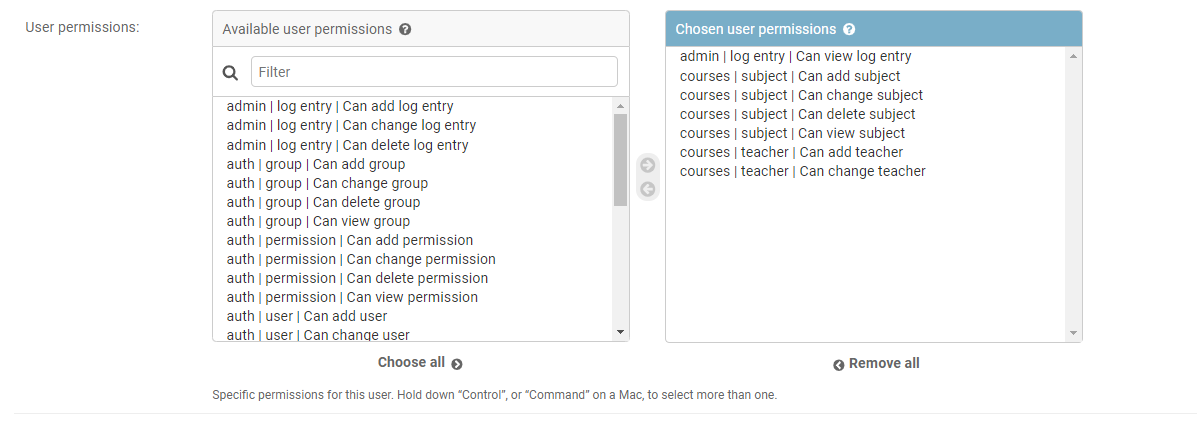 User permissions:
Available user permissions ?
Filter
admin | log entry | Can add log entry
admin | log entry | Can change log entry
admin | log entry | Can delete log entry
auth | group | Can add group
auth | group | Can change group
auth | group | Can delete group
auth | group | Can view group
auth | permission | Can add permission
auth | permission | Can change permission
auth | permission | Can delete permission
auth | permission | Can view permission
auth | user | Can add user
auth | user | Can change user
Choose all
Chosen user permissions ?
admin | log entry | Can view log entry
courses | subject | Can add subject
courses | subject | Can change subject
courses | subject | Can delete subject
courses | subject | Can view subject
courses | teacher | Can add teacher
courses | teacher | Can change teacher
Remove all
Specific permissions for this user. Hold down “Control”, or “Command” on a Mac, to select more than one.